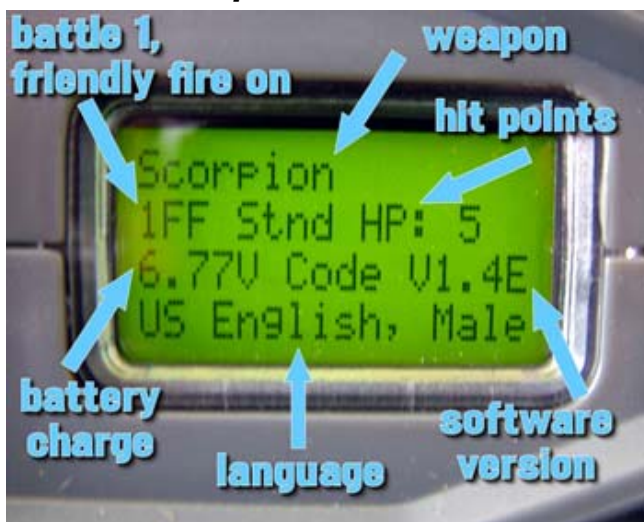 battle 1,
friendly fire on
weapon
hit points
Scorpion
1FF Stnd HP: 5
6.77V Code V1.4E
US English, Male
battery
charge
language
software
version